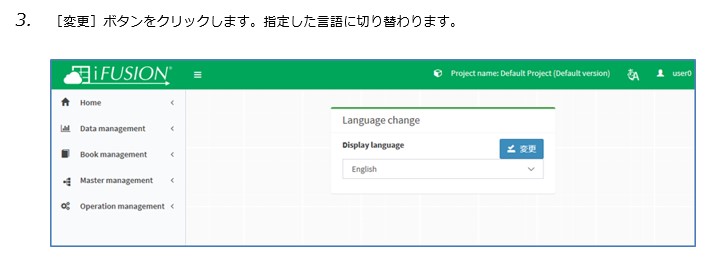 3. ［変更］ボタンをクリックします。指定した言語に切り替わります。
iFUSION
Project name: Default Project (Default version)
user0
Home
Data management
Book management
Master management
Operation management
Language change
Display language
変更
English